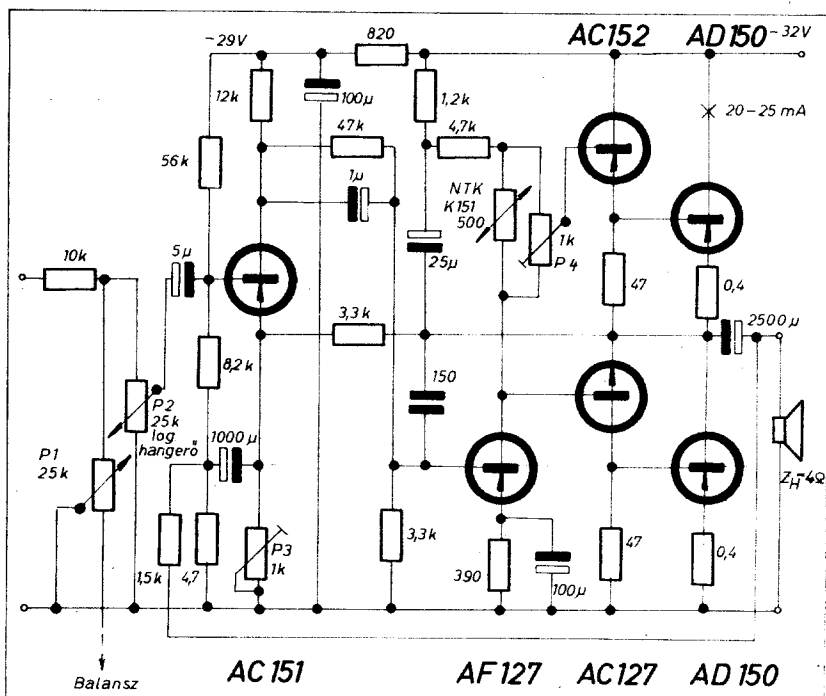 AC152 AD150 -32V
-29V 820
12k 100µ 1,2k 20-25 mA
47k 4,7k
56k 1µ NTK
K151
500 1k
P4
10k 5µ 25µ 47 0,4
3,3k 2500µ
8,2k 150
P2
25k
log
hangerő
1000µ
P1
25k
P3
1k
Z_H-4Ω
1,5k 4,7 3,3k 390 100µ 47 0,4
AC151 AF127 AC127 AD150
Balansz